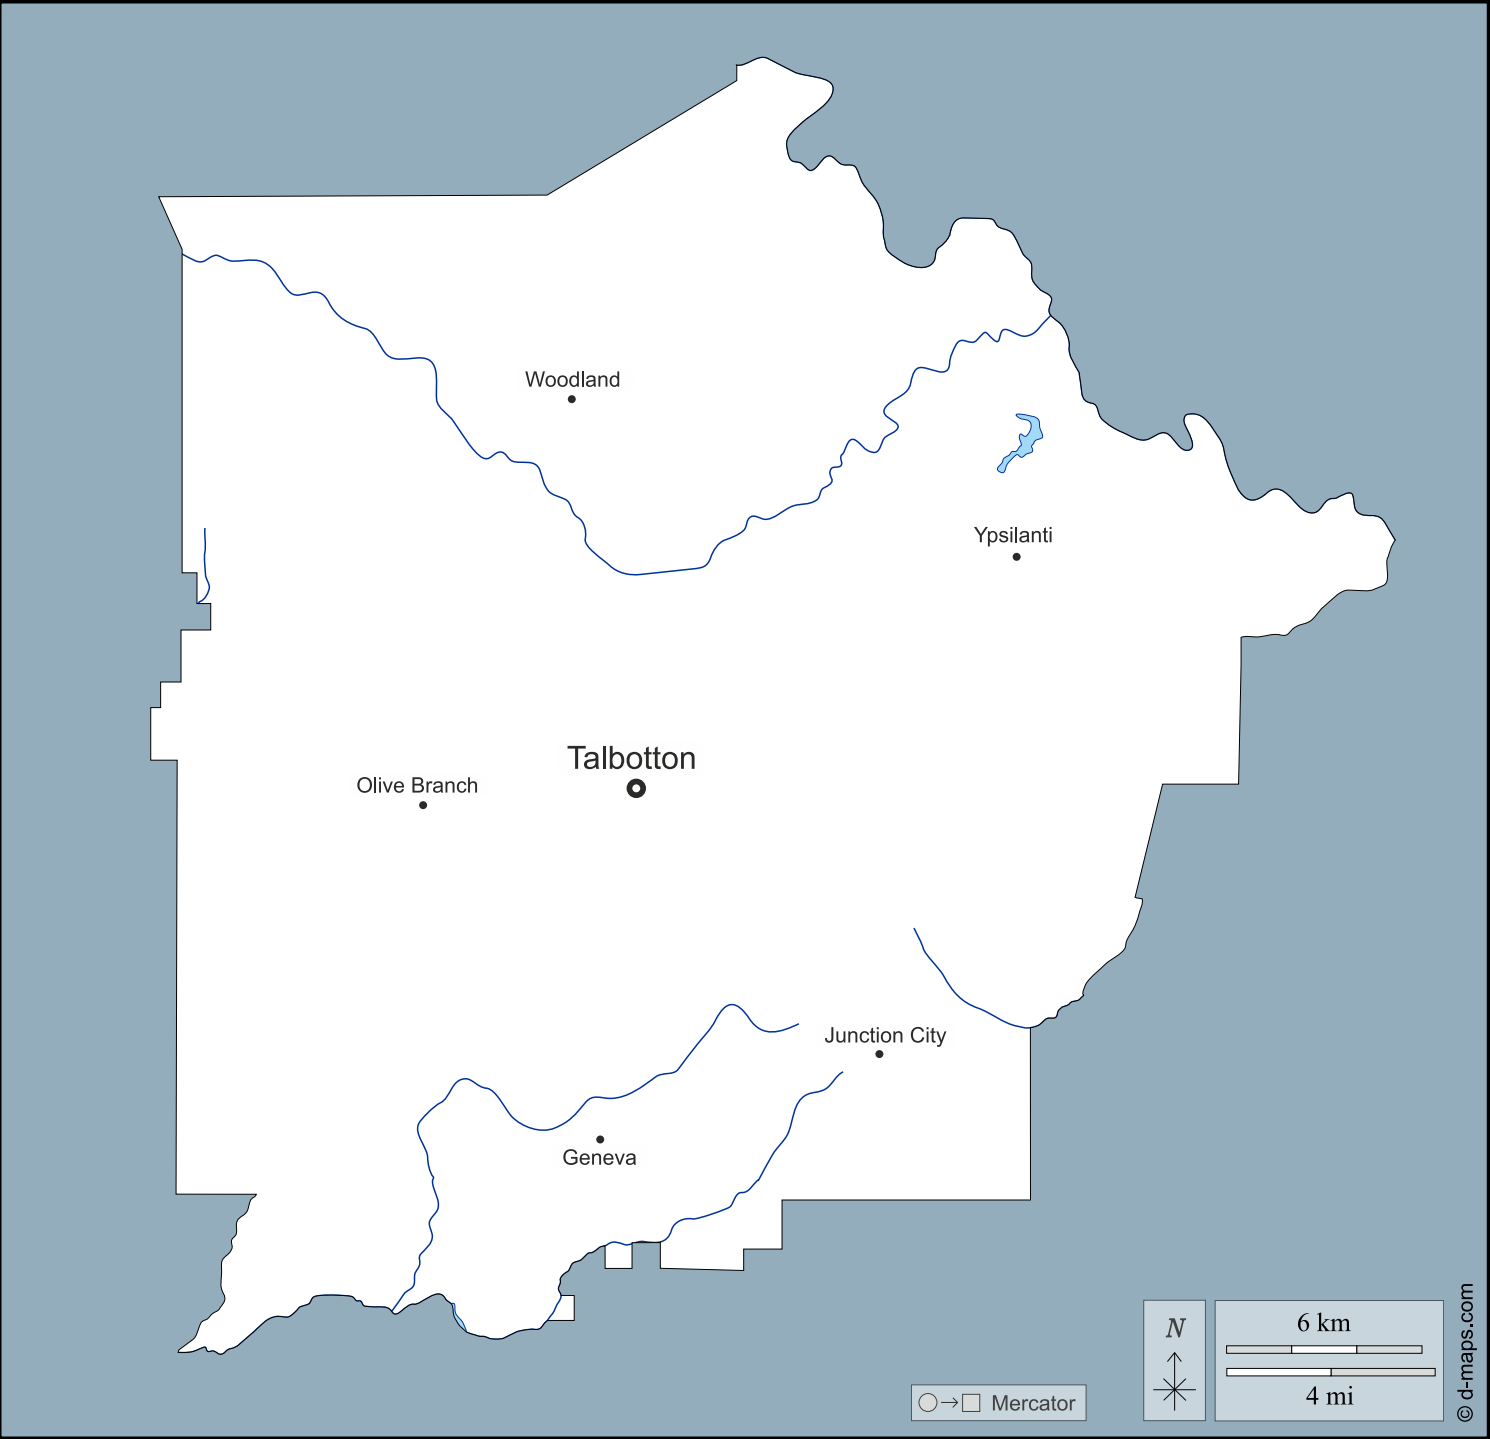 Woodland
Ypsilanti
Talbotton
Olive Branch
Junction City
Geneva
N
6 km
4 mi
Mercator
© d-maps.com